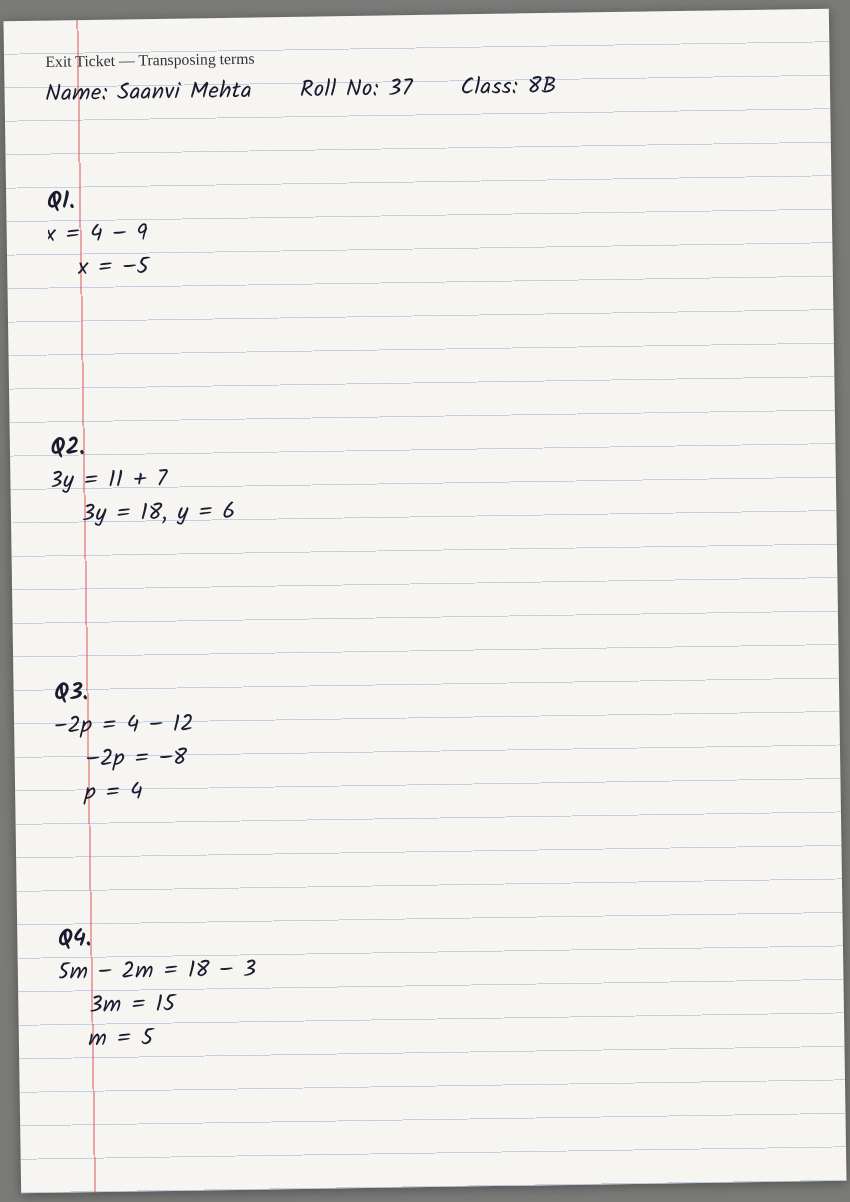 Exit Ticket — Transposing terms
Name: Saanvi Mehta Roll No: 37 Class: 8B
Q1.
x = 4 − 9
x = −5
Q2.
3y = 11 + 7
3y = 18, y = 6
Q3.
−2p = 4 − 12
−2p = −8
p = 4
Q4.
5m − 2m = 18 − 3
3m = 15
m = 5